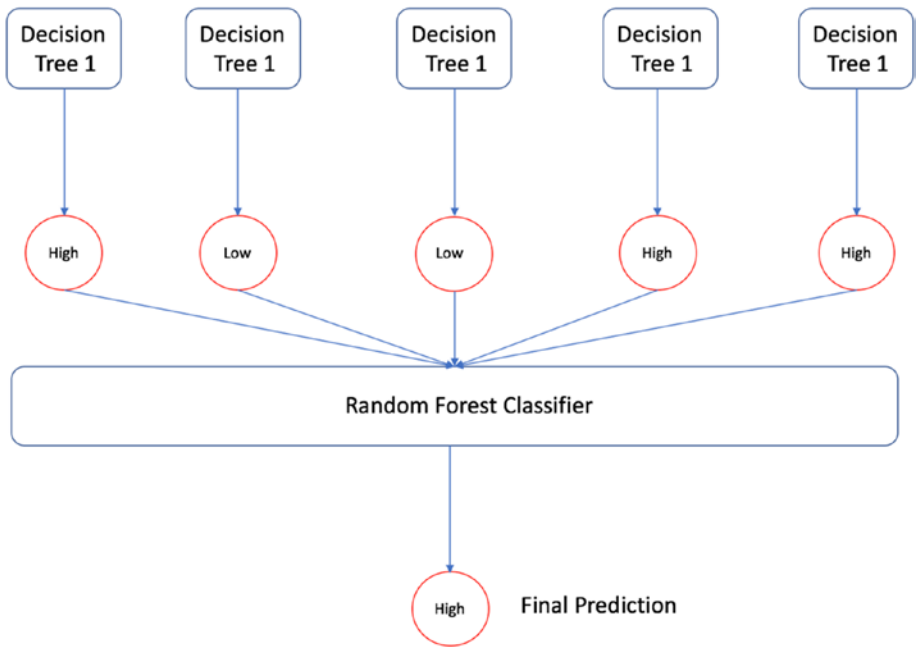 Decision
Tree 1
Decision
Tree 1
Decision
Tree 1
Decision
Tree 1
Decision
Tree 1
High
Low
Low
High
High
Random Forest Classifier
High
Final Prediction